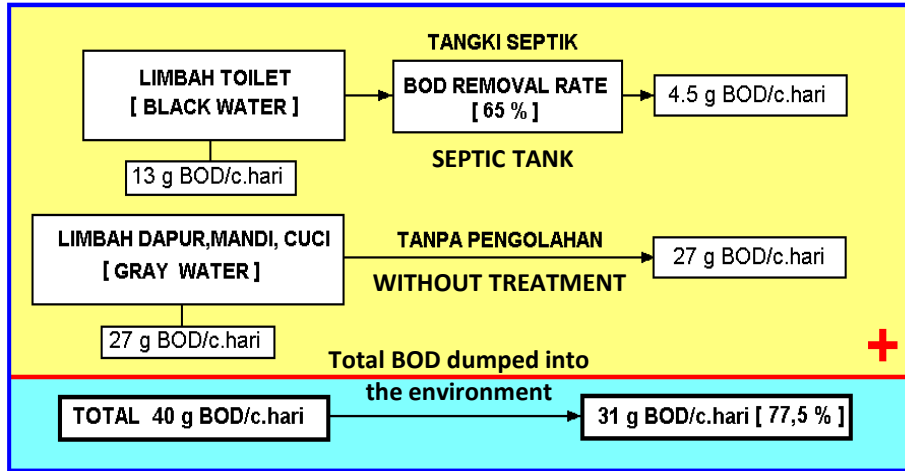 TANGKI SEPTIK
LIMBAH TOILET
[ BLACK WATER ]
BOD REMOVAL RATE
[ 65 % ]
4.5 g BOD/c.hari
SEPTIC TANK
13 g BOD/c.hari
LIMBAH DAPUR,MANDI, CUCI
[ GRAY WATER ]
TANPA PENGOLAHAN
WITHOUT TREATMENT
27 g BOD/c.hari
27 g BOD/c.hari
+
Total BOD dumped into
the environment
TOTAL 40 g BOD/c.hari
31 g BOD/c.hari [ 77,5 % ]